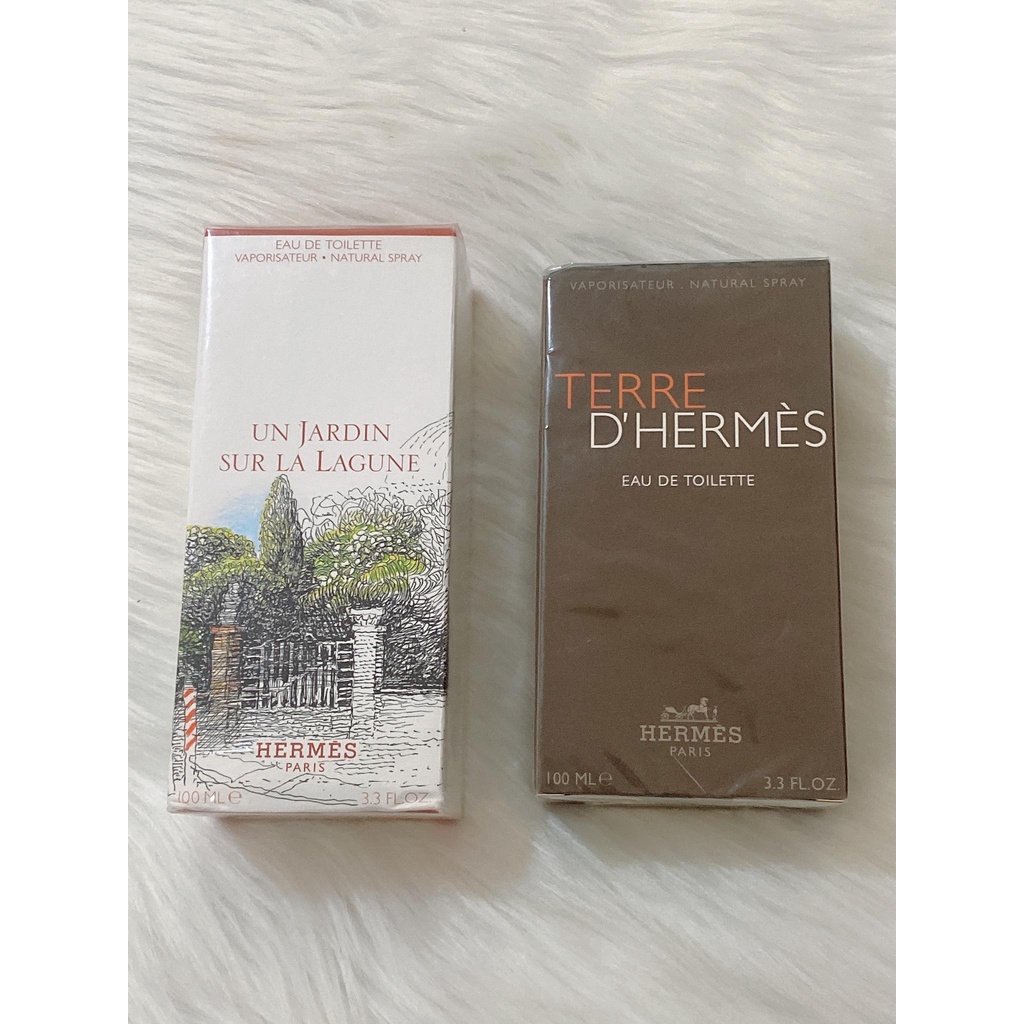 EAU DE TOILETTE
VAPORISATEUR • NATURAL SPRAY
UN JARDIN
SUR LA LAGUNE
HERMÈS
PARIS
100 ML e
3.3 FL.OZ.
VAPORISATEUR . NATURAL SPRAY
TERRE
D'HERMÈS
EAU DE TOILETTE
HERMÈS
PARIS
100 ML e
3.3 FL.OZ.